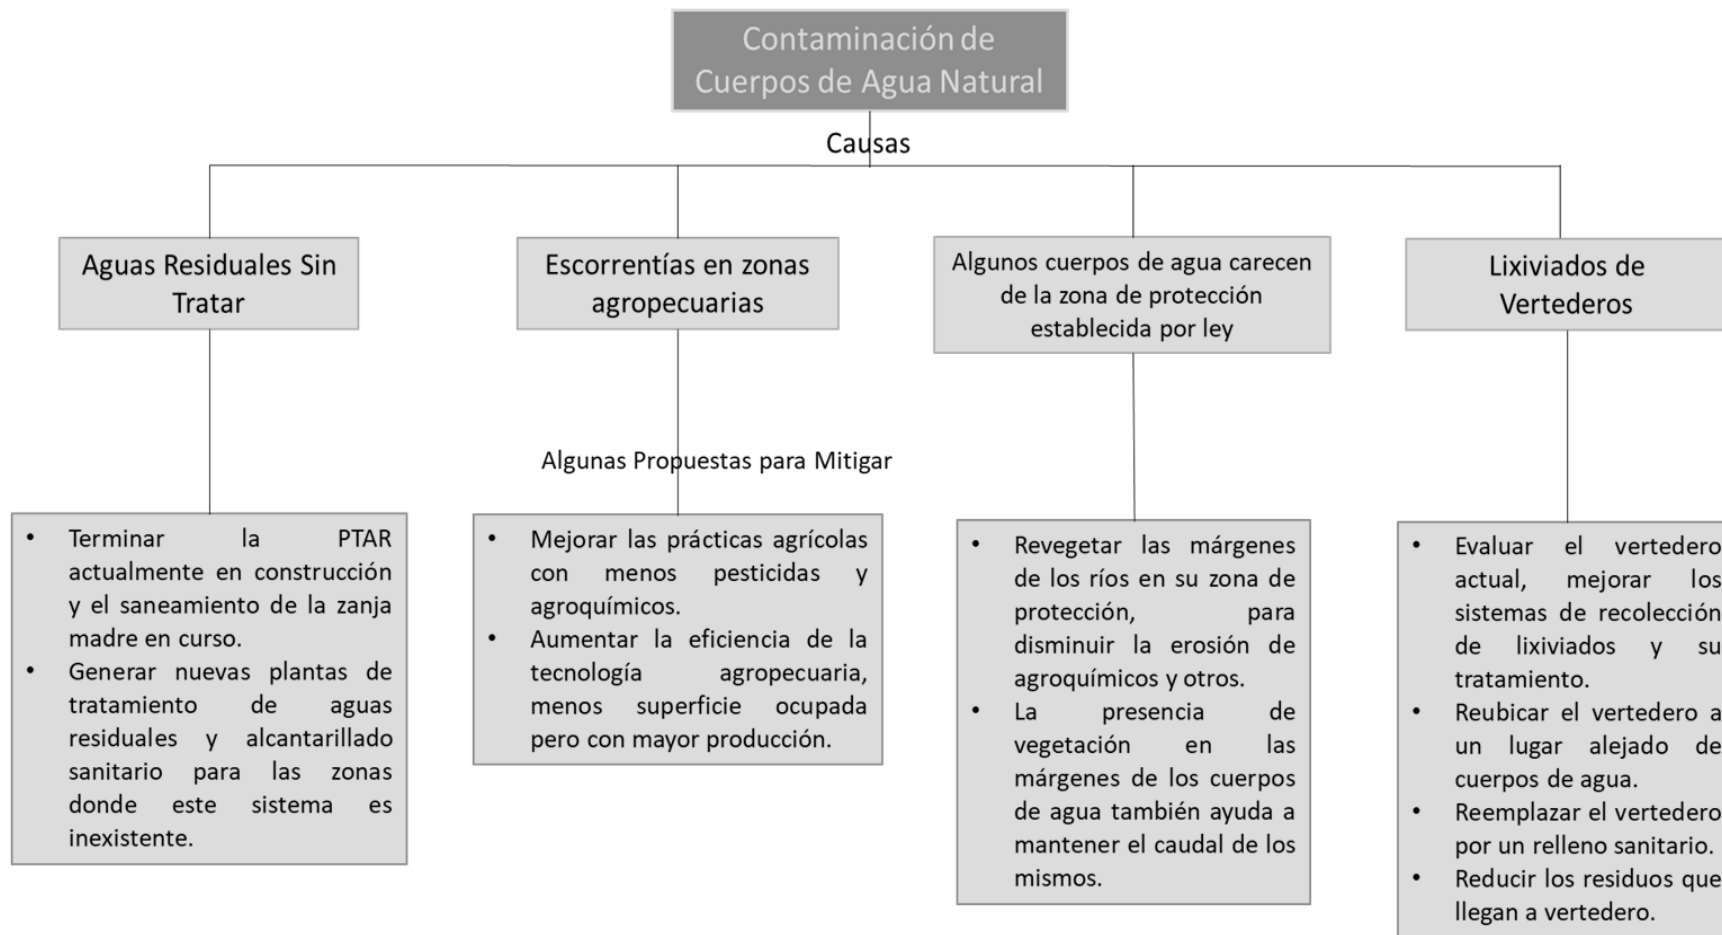 Contaminación de
Cuerpos de Agua Natural
Causas
Aguas Residuales Sin
Tratar
Escorrentías en zonas
agropecuarias
Algunos cuerpos de agua carecen
de la zona de protección
establecida por ley
Lixiviados de
Vertederos
Algunas Propuestas para Mitigar
• Terminar la PTAR
actualmente en construcción
y el saneamiento de la zanja
madre en curso.
• Generar nuevas plantas de
tratamiento de aguas
residuales y alcantarillado
sanitario para las zonas
donde este sistema es
inexistente.
• Mejorar las prácticas agrícolas
con menos pesticidas y
agroquímicos.
• Aumentar la eficiencia de la
tecnología agropecuaria,
menos superficie ocupada
pero con mayor producción.
• Revegetar las márgenes
de los ríos en su zona de
protección, para
disminuir la erosión de
agroquímicos y otros.
• La presencia de
vegetación en las
márgenes de los cuerpos
de agua también ayuda a
mantener el caudal de los
mismos.
• Evaluar el vertedero
actual, mejorar los
sistemas de recolección
de lixiviados y su
tratamiento.
• Reubicar el vertedero a
un lugar alejado de
cuerpos de agua.
• Reemplazar el vertedero
por un relleno sanitario.
• Reducir los residuos que
llegan a vertedero.